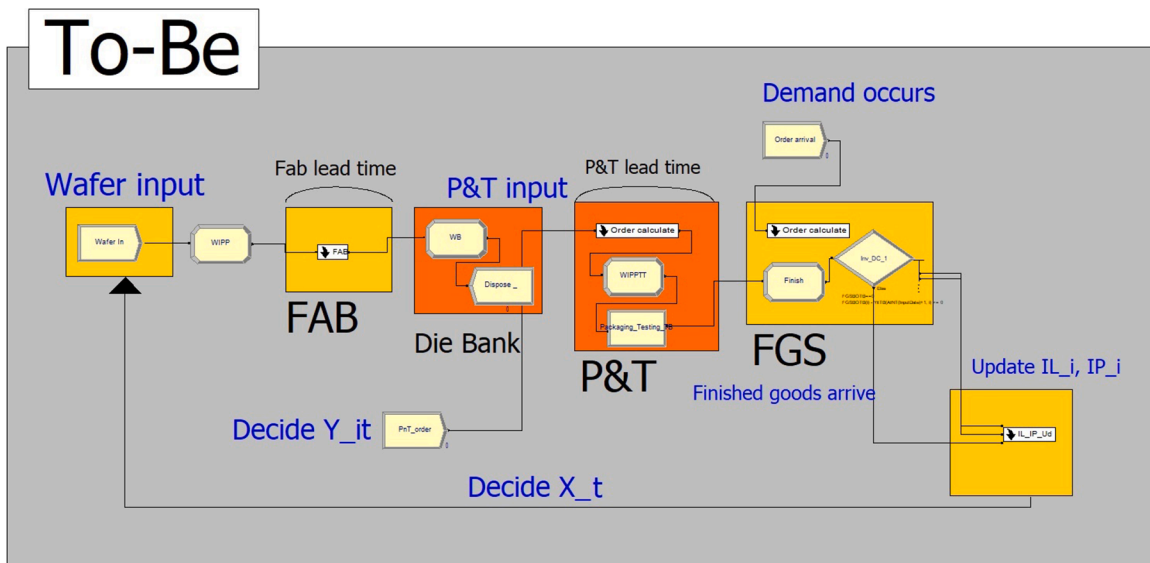 To-Be
Demand occurs
Order arrival
Fab lead time
P&T lead time
Wafer input
P&T input
Wafer In
WIPP
FAB
WB
Dispose _
Order calculate
WIPPTT
Order calculate
Inv_DC_1
Finish
Else
FAB
Die Bank
P&T
FGS
Update IL_i, IP_i
Finished goods arrive
Decide Y_it
PnT_order
IL_IP_Ud
Decide X_t